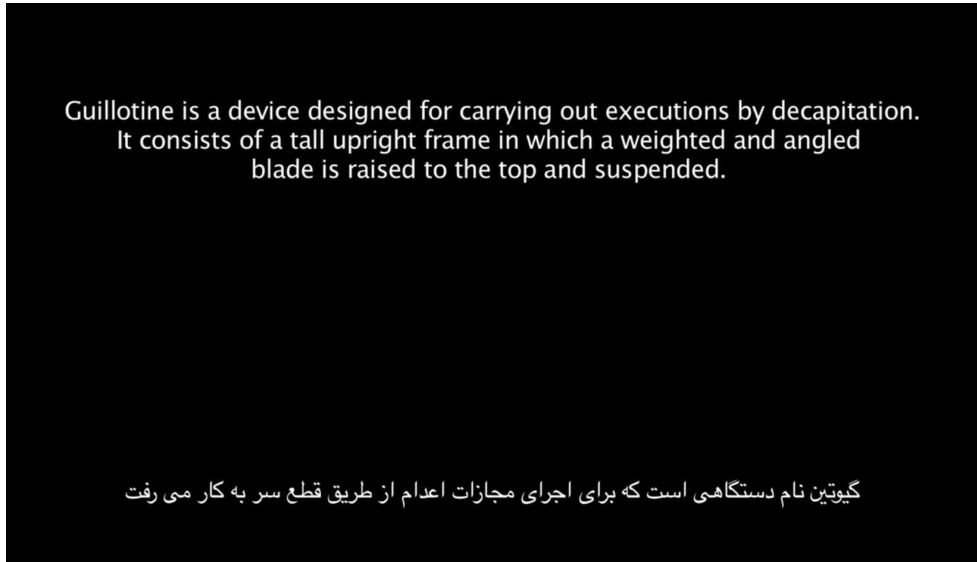 Guillotine is a device designed for carrying out executions by decapitation.
It consists of a tall upright frame in which a weighted and angled
blade is raised to the top and suspended.
گیوتین نام دستگاهی است که برای اجرای مجازات اعدام از طریق قطع سر به کار می رفت